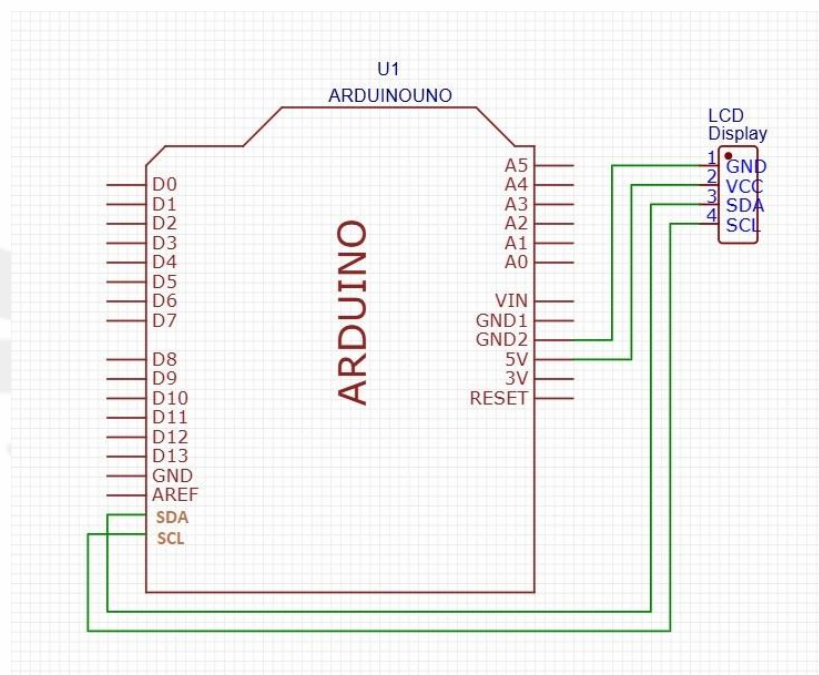 U1
ARDUINOUNO
LCD
Display
1 GND
2 VCC
3 SDA
4 SCL
D0
D1
D2
D3
D4
D5
D6
D7
D8
D9
D10
D11
D12
D13
GND
AREF
SDA
SCL
ARDUINO
A5
A4
A3
A2
A1
A0
VIN
GND1
GND2
5V
3V
RESET